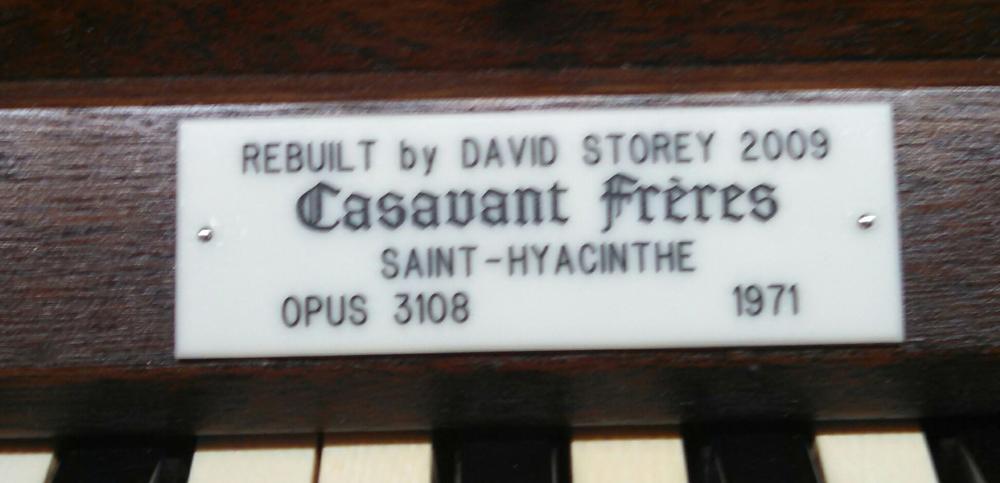 REBUILT by DAVID STOREY 2009
Casavant Frères
SAINT-HYACINTHE
OPUS 3108 1971